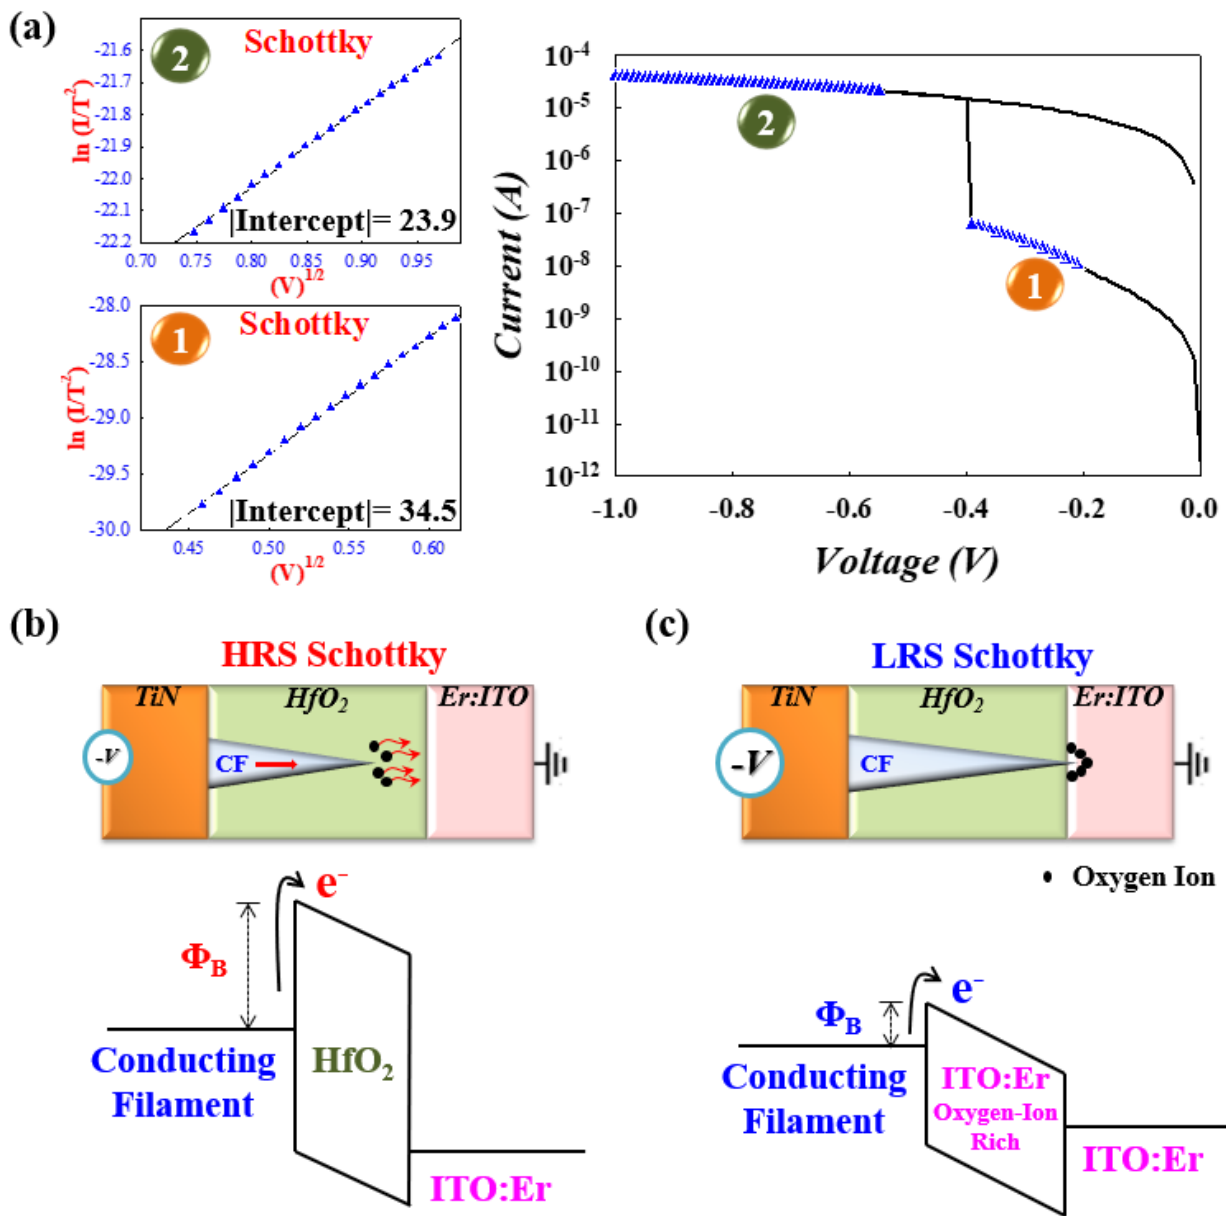 (a)
2
Schottky
ln (I/T²)
-21.6
-21.7
-21.8
-21.9
-22.0
-22.1
-22.2
|Intercept|= 23.9
0.70 0.75 0.80 0.85 0.90 0.95
(V)^1/2
1
Schottky
ln (I/T²)
-28.0
-28.5
-29.0
-29.5
-30.0
|Intercept|= 34.5
0.45 0.50 0.55 0.60
(V)^1/2
Current (A)
10^-4
10^-5
10^-6
10^-7
10^-8
10^-9
10^-10
10^-11
10^-12
2
1
-1.0 -0.8 -0.6 -0.4 -0.2 0.0
Voltage (V)
(b)
HRS Schottky
TiN HfO₂ Er:ITO
-V
CF
e⁻
Φ_B
Conducting
Filament
HfO₂
ITO:Er
(c)
LRS Schottky
TiN HfO₂ Er:ITO
-V
CF
• Oxygen Ion
e⁻
Φ_B
Conducting
Filament
ITO:Er
Oxygen-Ion
Rich
ITO:Er